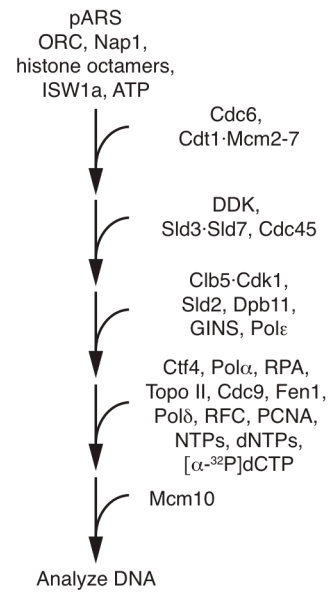 pARS
ORC, Nap1,
histone octamers,
ISW1a, ATP
Cdc6,
Cdt1·Mcm2-7
DDK,
Sld3·Sld7, Cdc45
Clb5·Cdk1,
Sld2, Dpb11,
GINS, Polε
Ctf4, Polα, RPA,
Topo II, Cdc9, Fen1,
Polδ, RFC, PCNA,
NTPs, dNTPs,
[α-³²P]dCTP
Mcm10
Analyze DNA